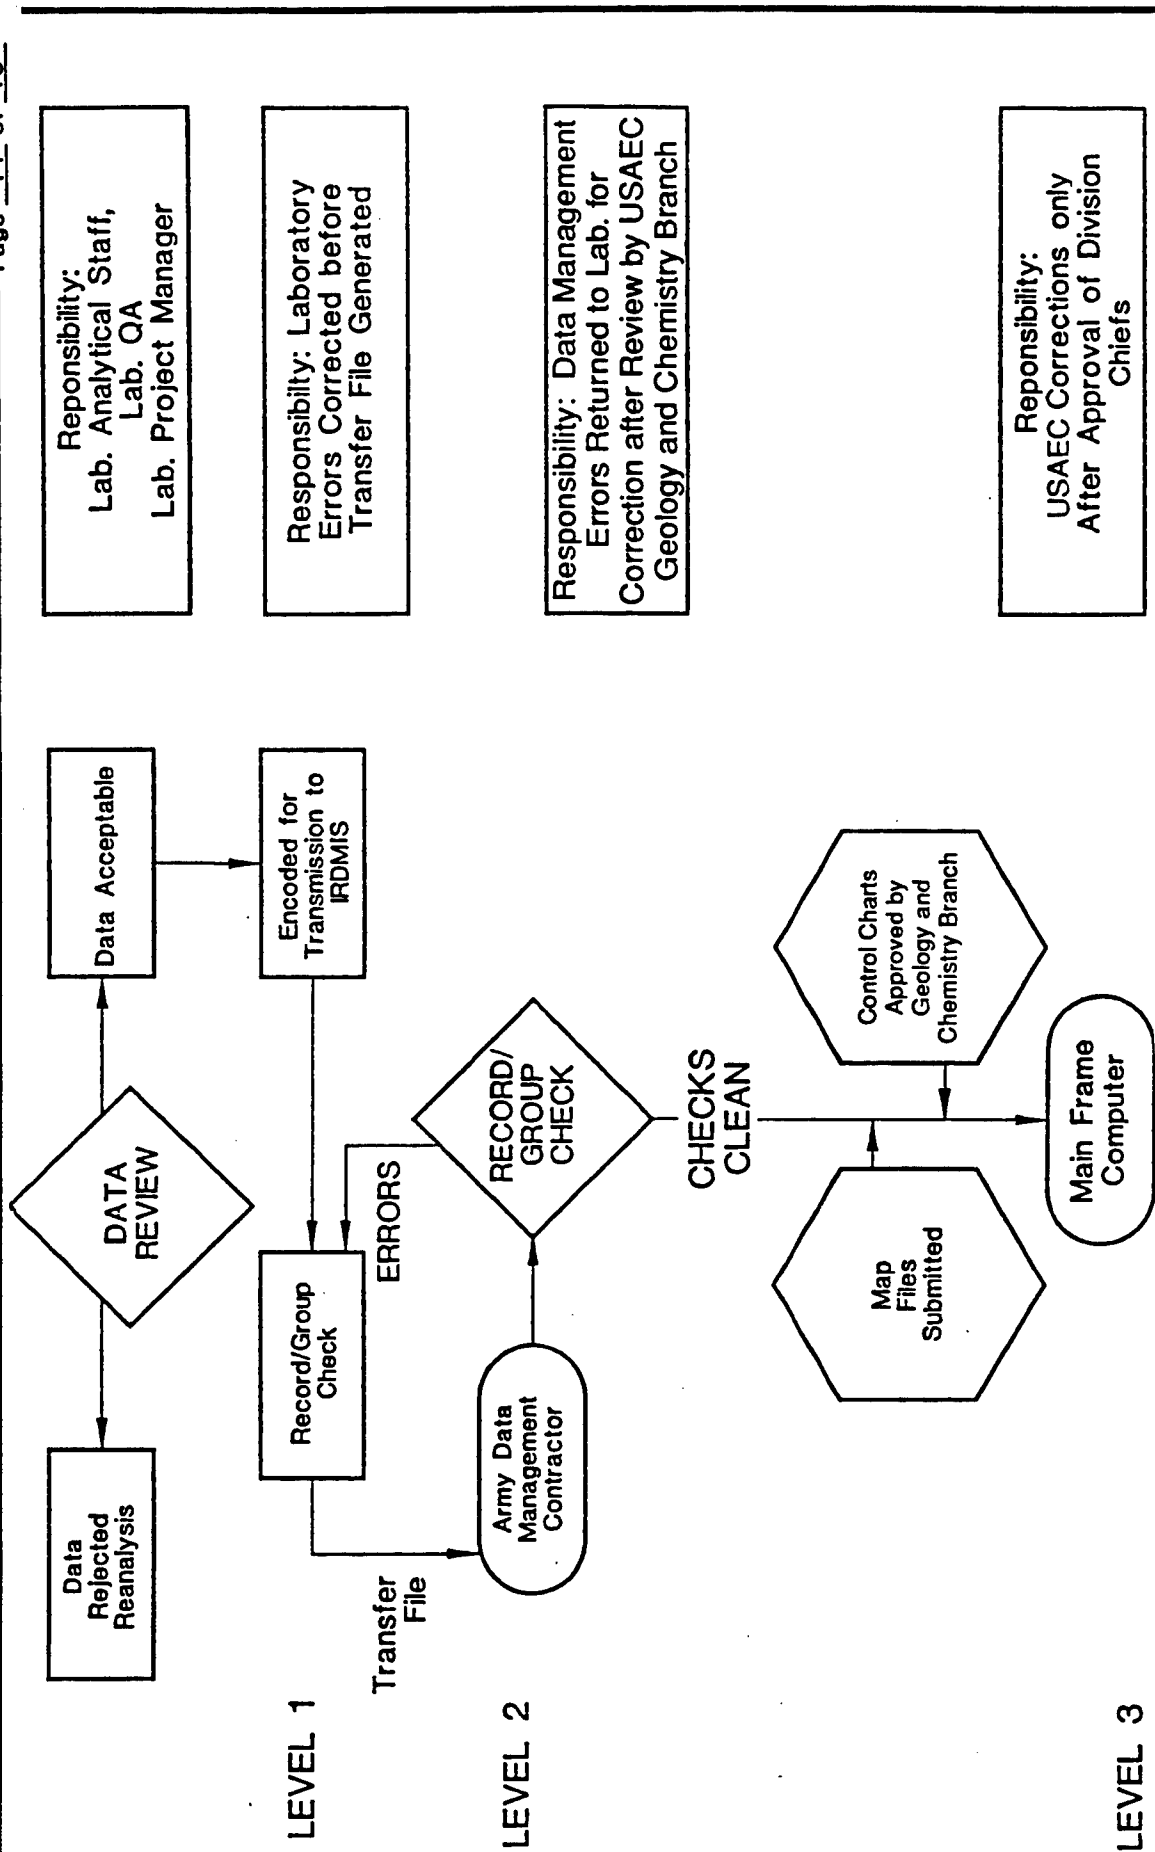 Reponsibility:
Lab. Analytical Staff,
Lab. QA
Lab. Project Manager
Data Acceptable
DATA
REVIEW
Data
Rejected
Reanalysis
Responsibilty: Laboratory
Errors Corrected before
Transfer File Generated
Encoded for
Transmission to
IRDMIS
Record/Group
Check
LEVEL 1
ERRORS
Transfer
File
Responsibility: Data Management
Errors Returned to Lab. for
Correction after Review by USAEC
Geology and Chemistry Branch
RECORD/
GROUP
CHECK
Army Data
Management
Contractor
LEVEL 2
CHECKS
CLEAN
Control Charts
Approved by
Geology and
Chemistry Branch
Map
Files
Submitted
Reponsibility:
USAEC Corrections only
After Approval of Division
Chiefs
Main Frame
Computer
LEVEL 3